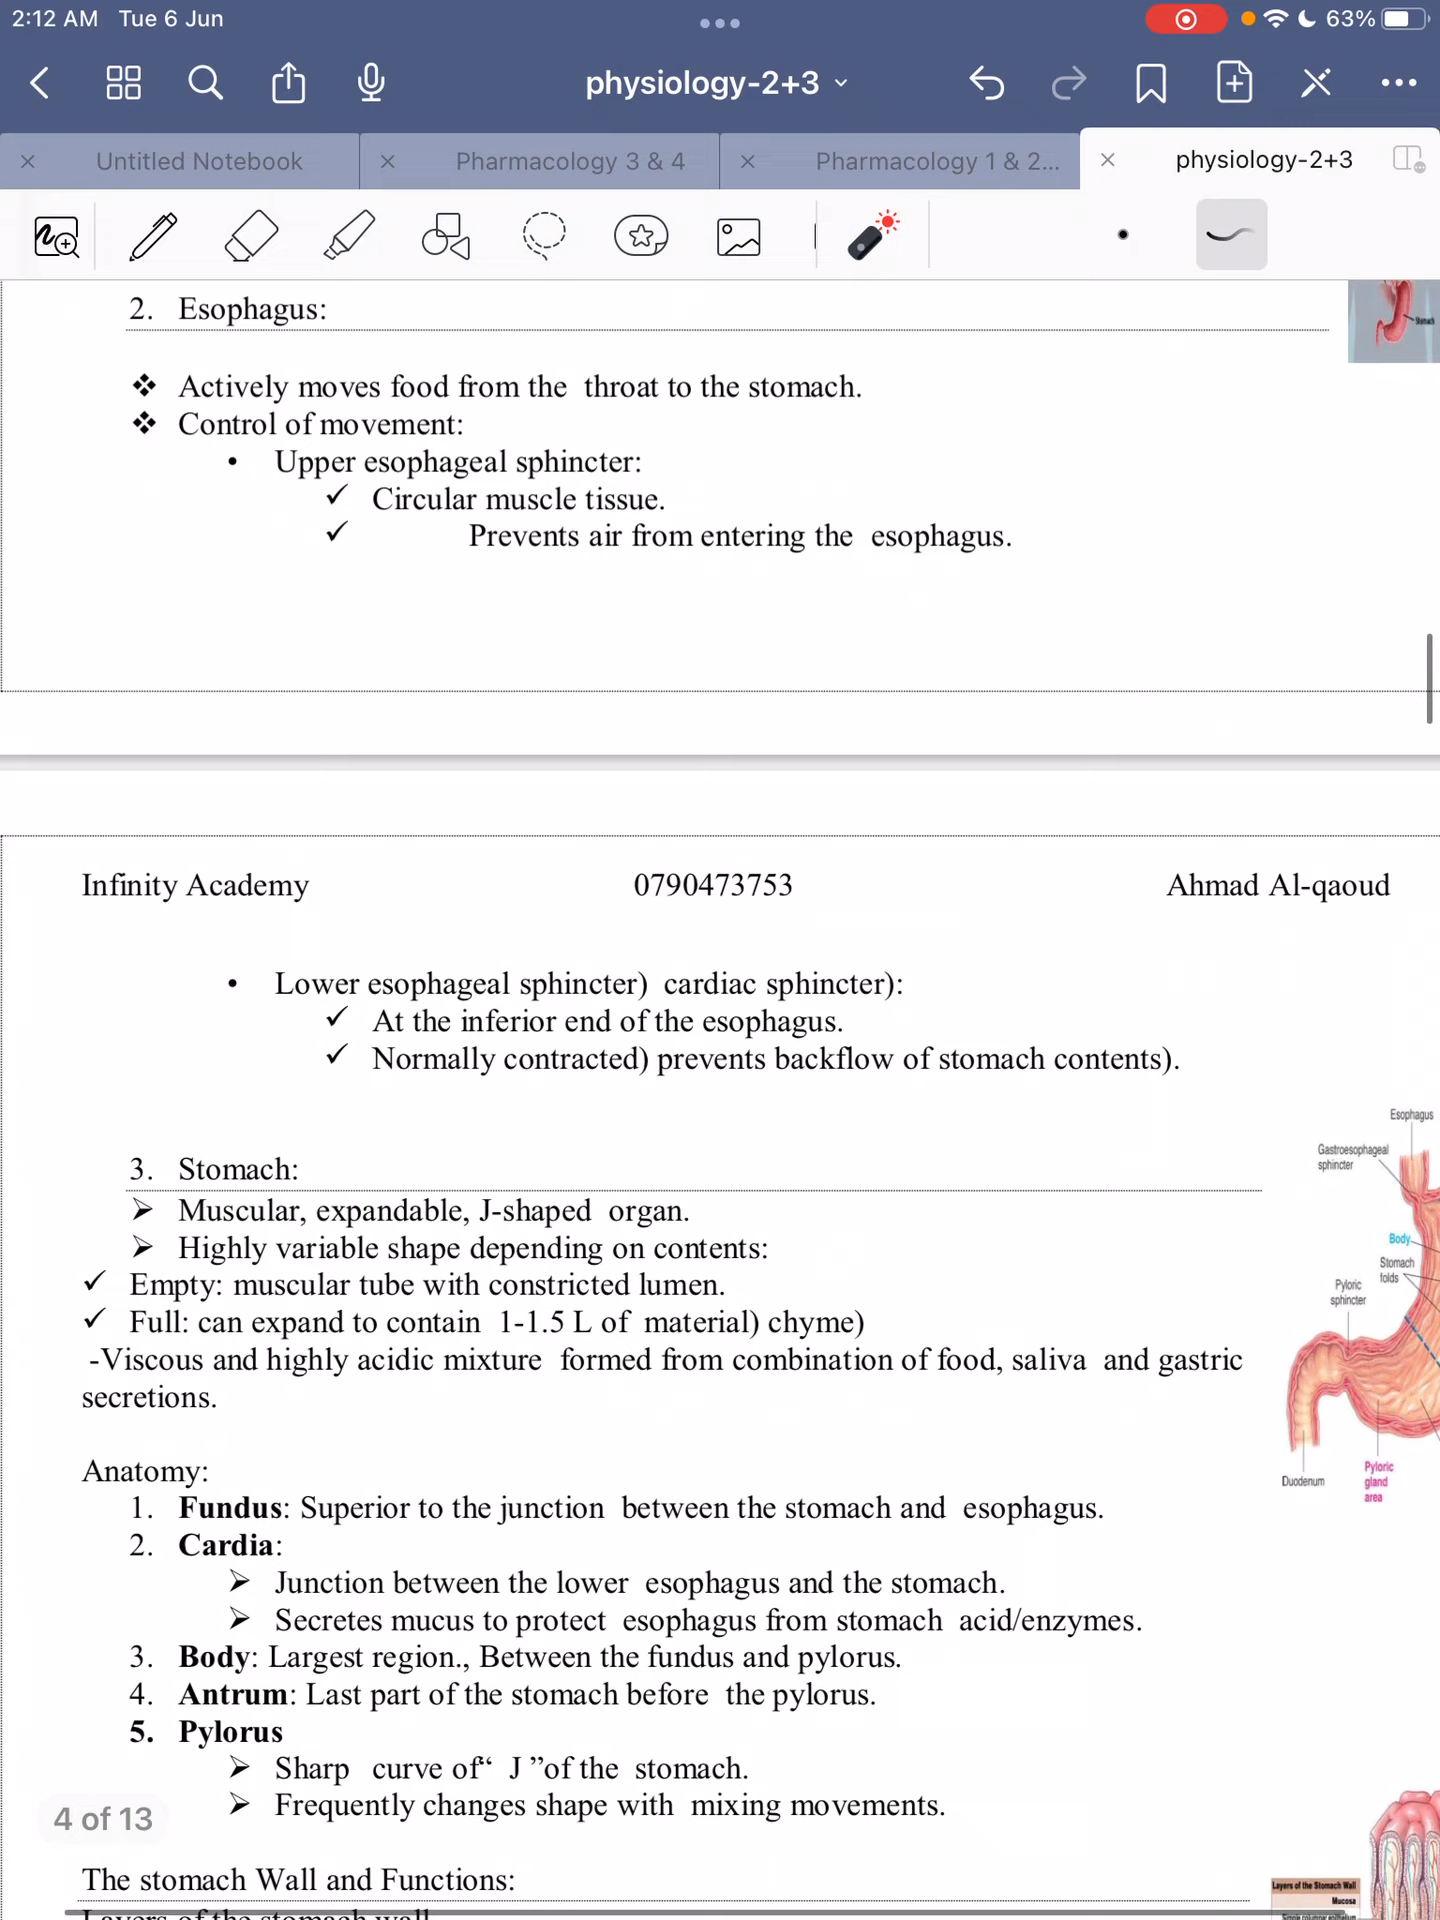 2:12 AM Tue 6 Jun
63%
physiology-2+3
Untitled Notebook
Pharmacology 3 & 4
Pharmacology 1 & 2...
physiology-2+3
2. Esophagus:
Stomach
❖ Actively moves food from the throat to the stomach.
❖ Control of movement:
• Upper esophageal sphincter:
✓ Circular muscle tissue.
✓ Prevents air from entering the esophagus.
Infinity Academy 0790473753 Ahmad Al-qaoud
• Lower esophageal sphincter) cardiac sphincter):
✓ At the inferior end of the esophagus.
✓ Normally contracted) prevents backflow of stomach contents).
3. Stomach:
➢ Muscular, expandable, J-shaped organ.
➢ Highly variable shape depending on contents:
✓ Empty: muscular tube with constricted lumen.
✓ Full: can expand to contain 1-1.5 L of material) chyme)
-Viscous and highly acidic mixture formed from combination of food, saliva and gastric
secretions.
Esophagus
Gastroesophageal
sphincter
Body
Stomach
folds
Pyloric
sphincter
Duodenum
Pyloric
gland
area
Anatomy:
1. Fundus: Superior to the junction between the stomach and esophagus.
2. Cardia:
➢ Junction between the lower esophagus and the stomach.
➢ Secretes mucus to protect esophagus from stomach acid/enzymes.
3. Body: Largest region., Between the fundus and pylorus.
4. Antrum: Last part of the stomach before the pylorus.
5. Pylorus
➢ Sharp curve of“ J ”of the stomach.
➢ Frequently changes shape with mixing movements.
4 of 13
The stomach Wall and Functions:
Layers of the Stomach Wall
Mucosa
Layers of the stomach wall